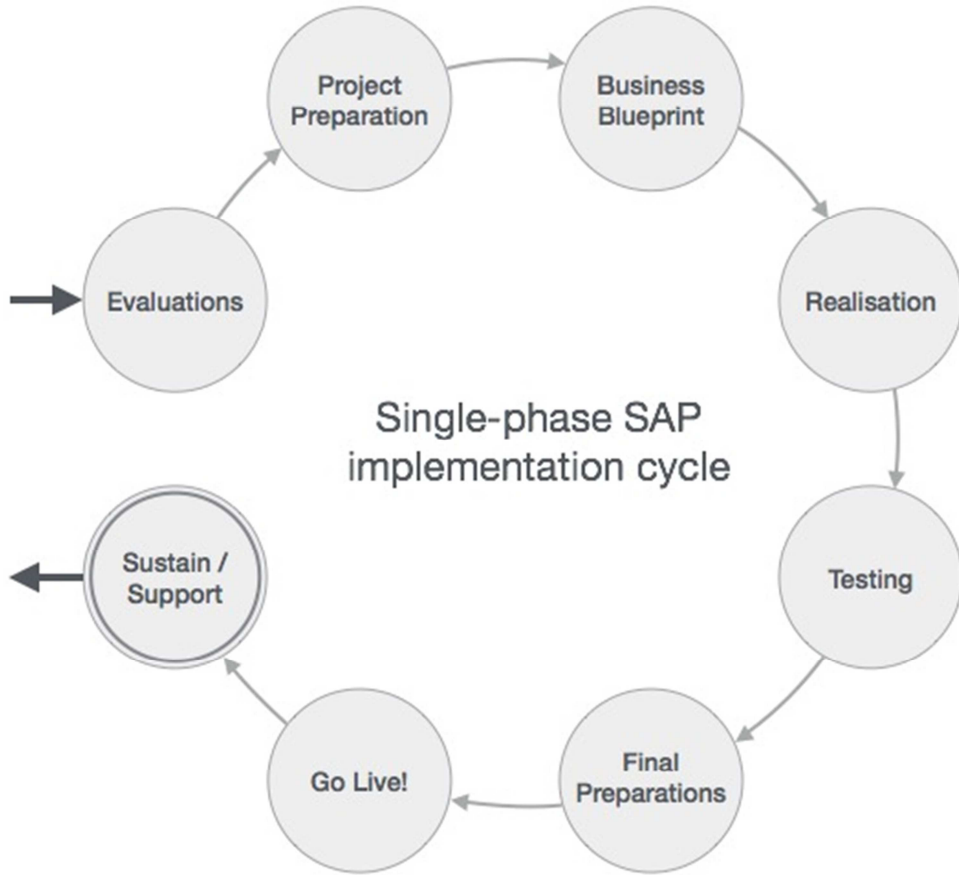 Project
Preparation
Business
Blueprint
Evaluations
Realisation
Single-phase SAP
implementation cycle
Sustain /
Support
Testing
Go Live!
Final
Preparations